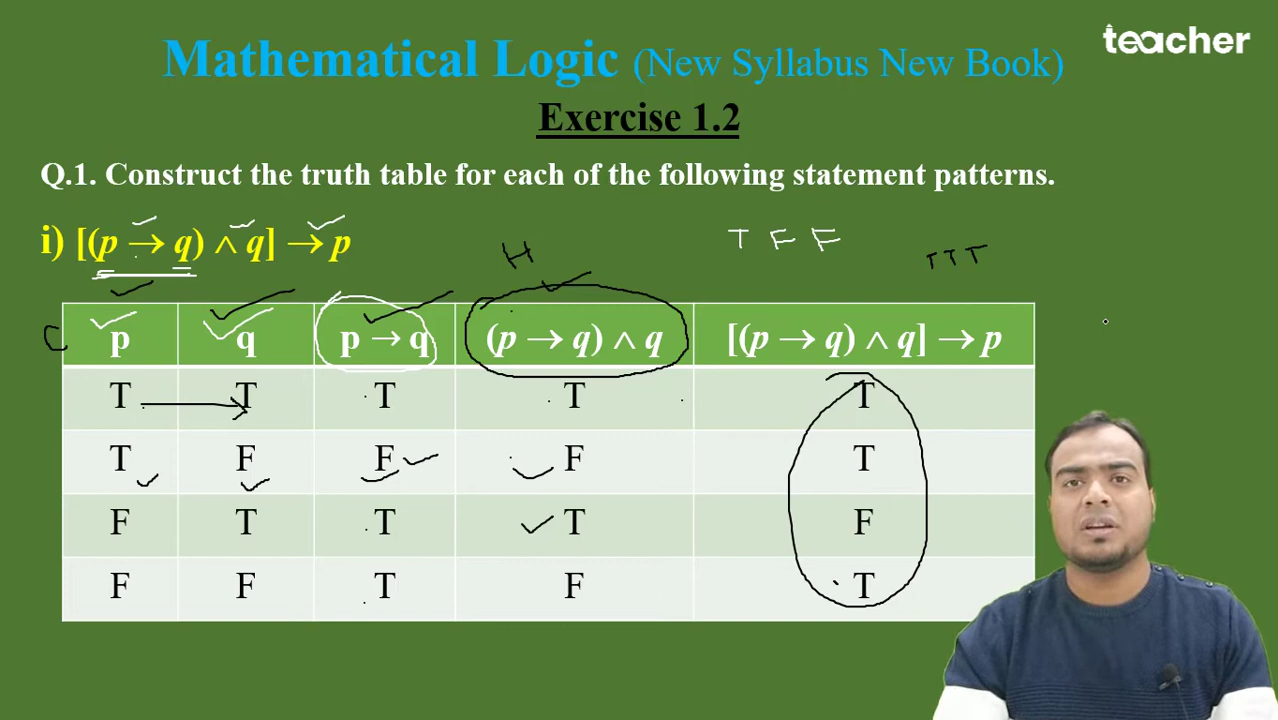 teacher
Mathematical Logic (New Syllabus New Book)
Exercise 1.2
Q.1. Construct the truth table for each of the following statement patterns.
i) [(p → q) ∧ q] → p
T F F
H
T T T
C
p q p → q (p → q) ∧ q [(p → q) ∧ q] → p
T T T T T
T F F F T
F T T T F
F F T F T